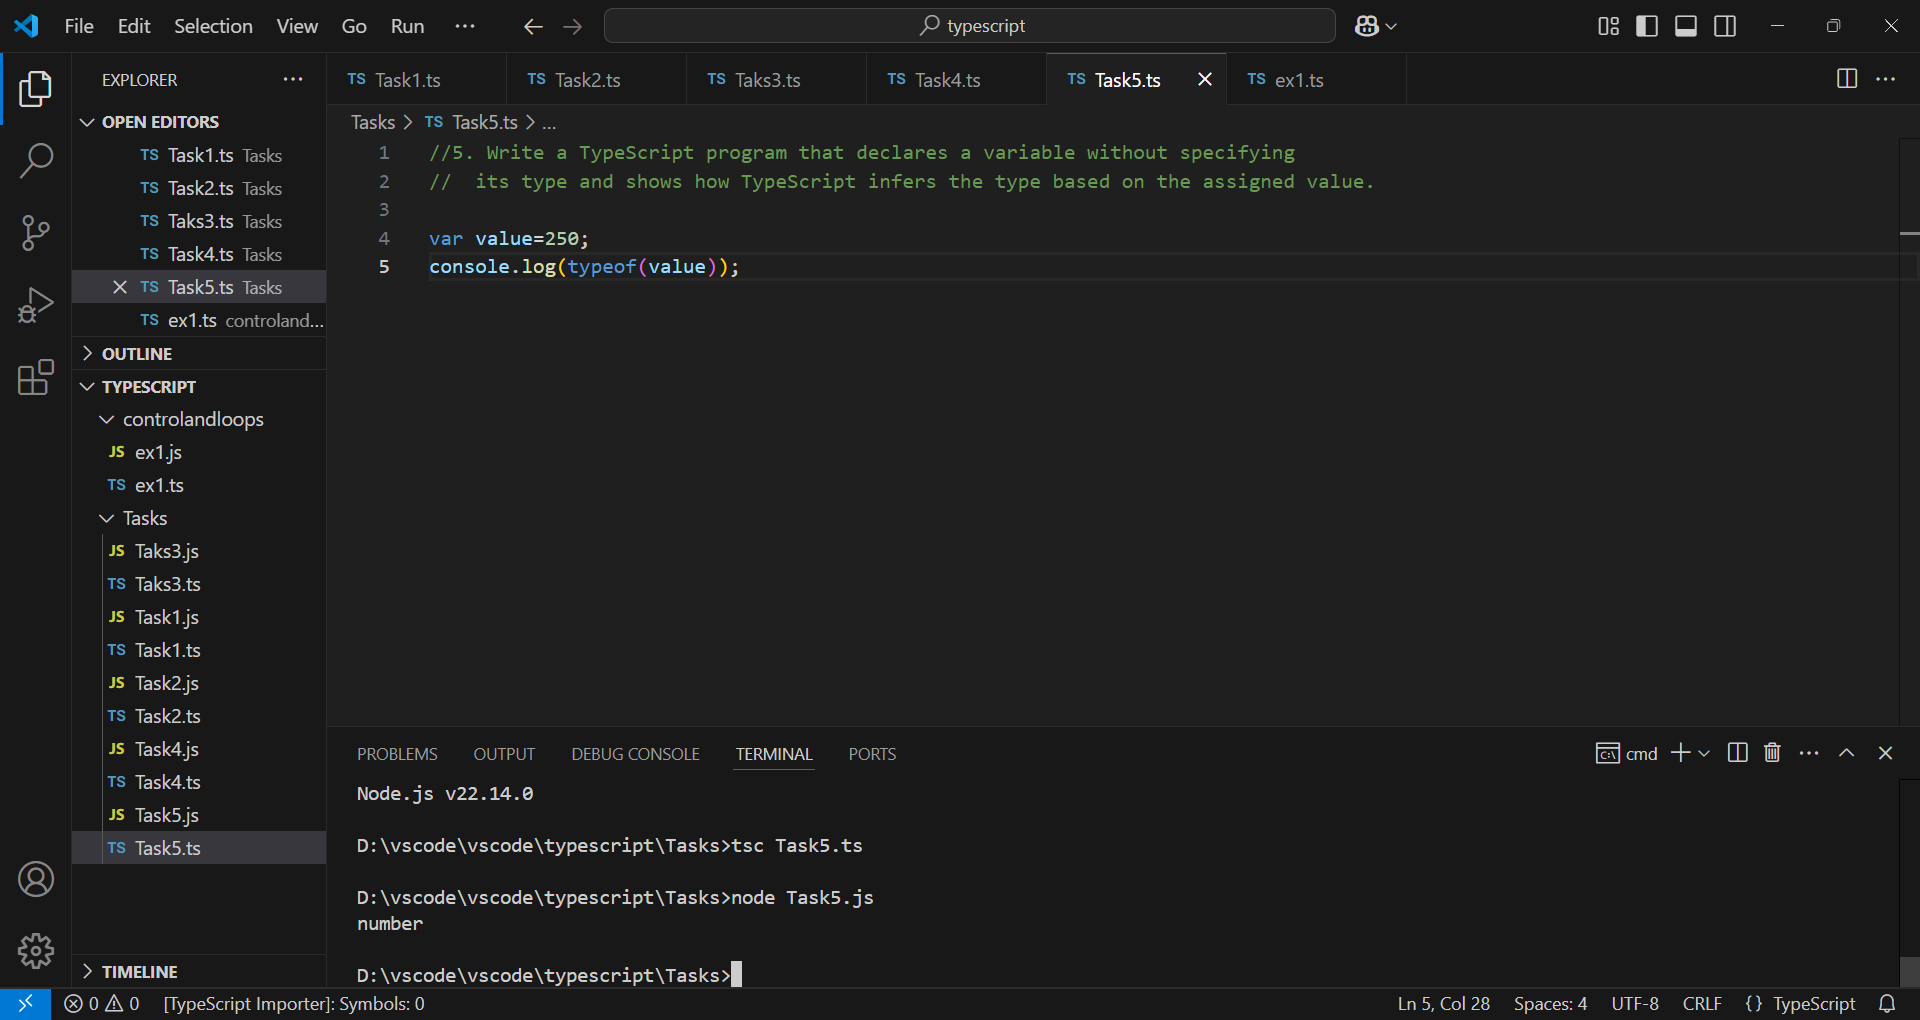 File Edit Selection View Go Run ···
typescript
EXPLORER ···
OPEN EDITORS
TS Task1.ts Tasks
TS Task2.ts Tasks
TS Taks3.ts Tasks
TS Task4.ts Tasks
TS Task5.ts Tasks
TS ex1.ts controland...
OUTLINE
TYPESCRIPT
controlandloops
JS ex1.js
TS ex1.ts
Tasks
JS Taks3.js
TS Taks3.ts
JS Task1.js
TS Task1.ts
JS Task2.js
TS Task2.ts
JS Task4.js
TS Task4.ts
JS Task5.js
TS Task5.ts
TIMELINE
TS Task1.ts TS Task2.ts TS Taks3.ts TS Task4.ts TS Task5.ts TS ex1.ts
Tasks > TS Task5.ts > ...
1 //5. Write a TypeScript program that declares a variable without specifying
2 //  its type and shows how TypeScript infers the type based on the assigned value.
3
4 var value=250;
5 console.log(typeof(value));
PROBLEMS OUTPUT DEBUG CONSOLE TERMINAL PORTS
cmd
Node.js v22.14.0
D:\vscode\vscode\typescript\Tasks>tsc Task5.ts
D:\vscode\vscode\typescript\Tasks>node Task5.js
number
D:\vscode\vscode\typescript\Tasks>
0 0 [TypeScript Importer]: Symbols: 0
Ln 5, Col 28 Spaces: 4 UTF-8 CRLF {} TypeScript